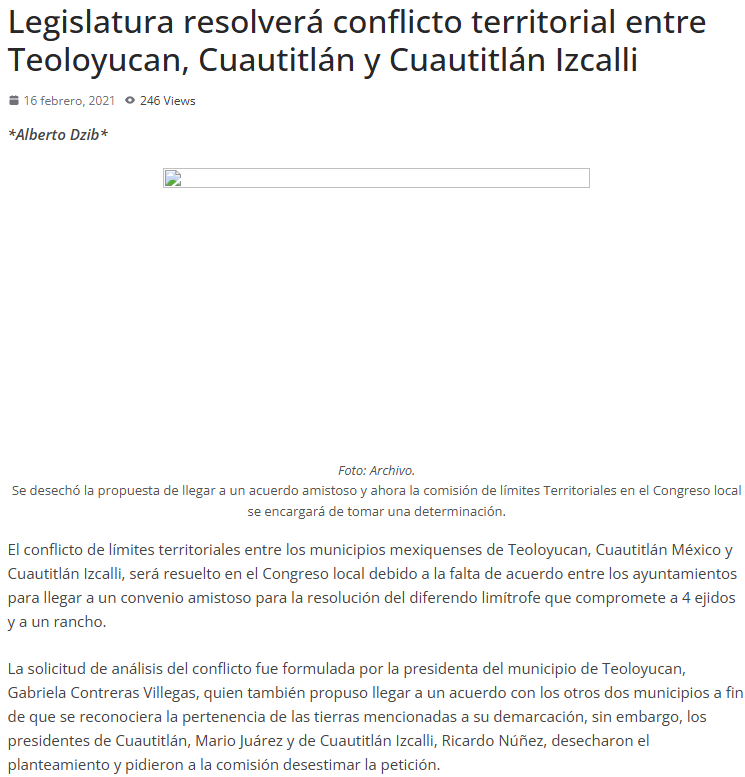 Legislatura resolverá conflicto territorial entre
Teoloyucan, Cuautitlán y Cuautitlán Izcalli
16 febrero, 2021 246 Views
*Alberto Dzib*
Foto: Archivo.
Se desechó la propuesta de llegar a un acuerdo amistoso y ahora la comisión de límites Territoriales en el Congreso local
se encargará de tomar una determinación.
El conflicto de límites territoriales entre los municipios mexiquenses de Teoloyucan, Cuautitlán México y
Cuautitlán Izcalli, será resuelto en el Congreso local debido a la falta de acuerdo entre los ayuntamientos
para llegar a un convenio amistoso para la resolución del diferendo limítrofe que compromete a 4 ejidos
y a un rancho.
La solicitud de análisis del conflicto fue formulada por la presidenta del municipio de Teoloyucan,
Gabriela Contreras Villegas, quien también propuso llegar a un acuerdo con los otros dos municipios a fin
de que se reconociera la pertenencia de las tierras mencionadas a su demarcación, sin embargo, los
presidentes de Cuautitlán, Mario Juárez y de Cuautitlán Izcalli, Ricardo Núñez, desecharon el
planteamiento y pidieron a la comisión desestimar la petición.